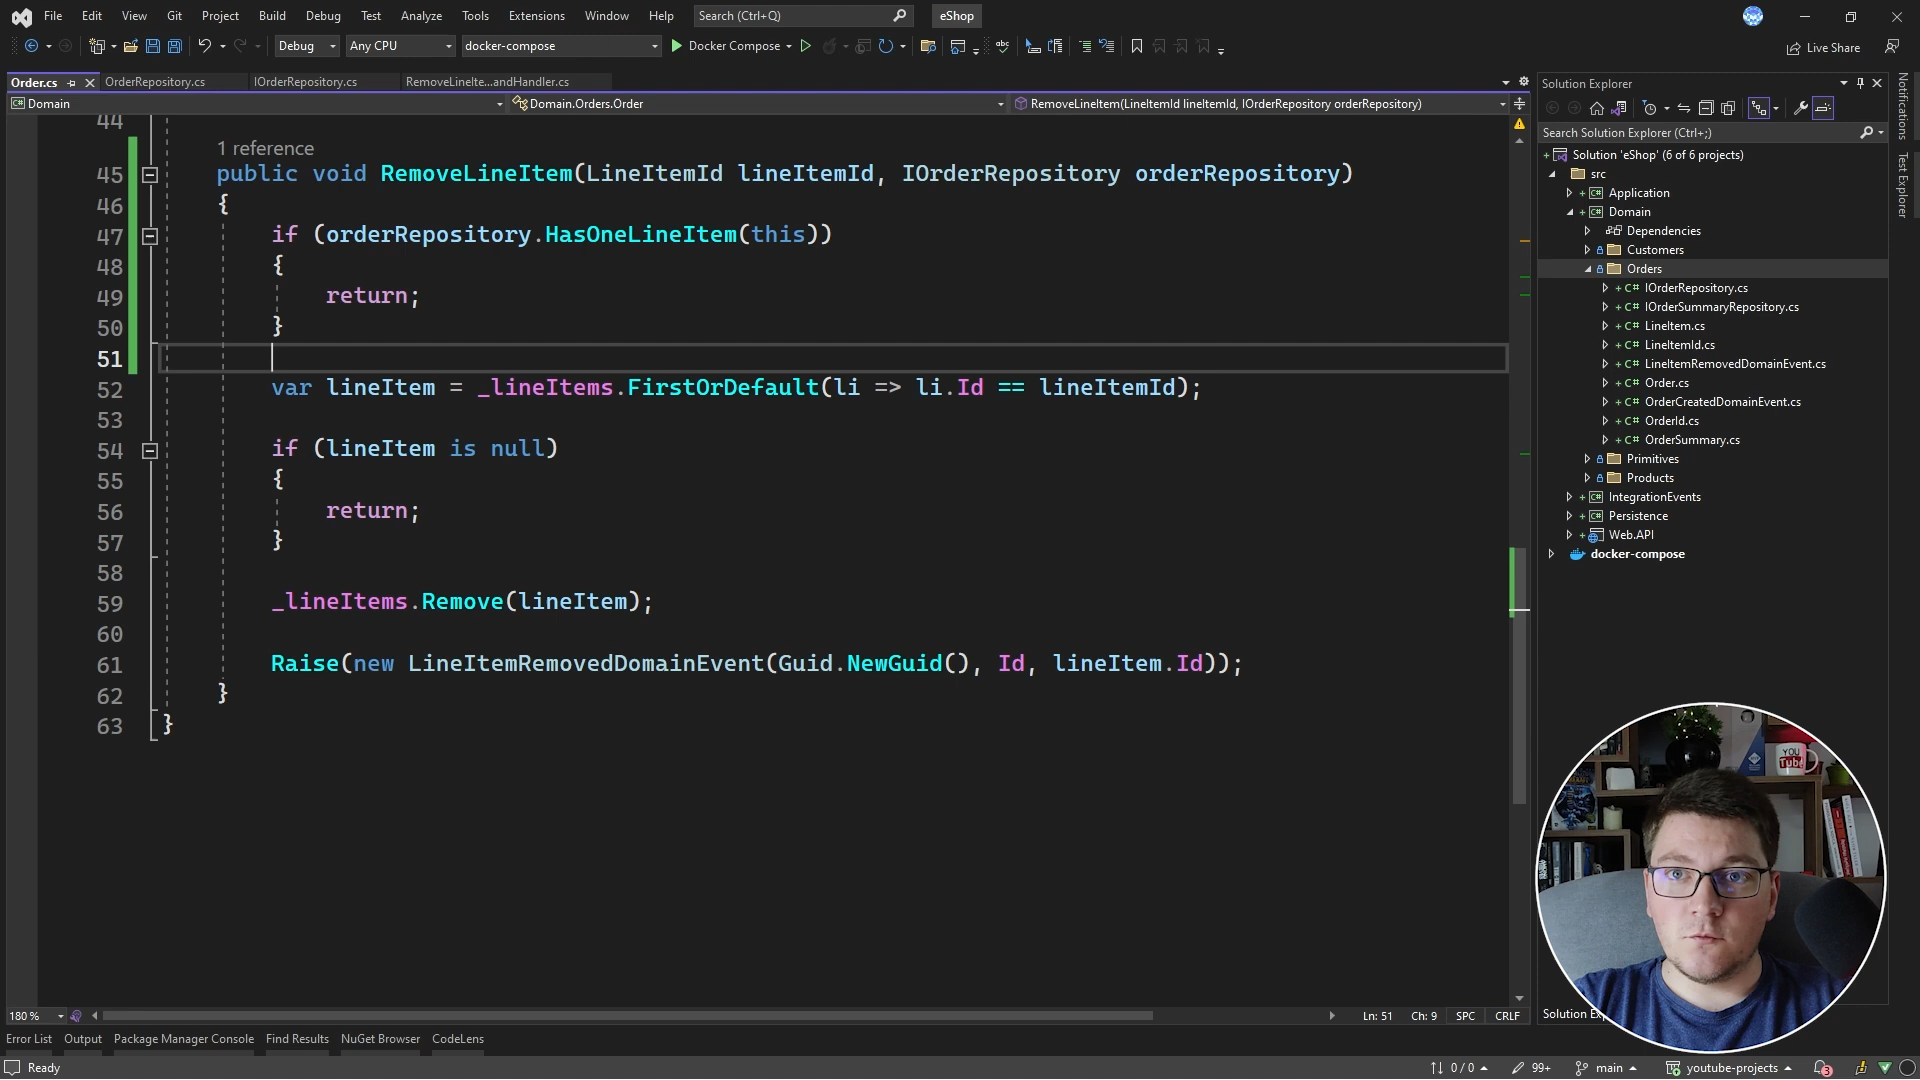 File Edit View Git Project Build Debug Test Analyze Tools Extensions Window Help Search (Ctrl+Q) eShop
Debug Any CPU docker-compose Docker Compose Live Share
Order.cs OrderRepository.cs IOrderRepository.cs RemoveLineIte...andHandler.cs
Domain Domain.Orders.Order RemoveLineItem(LineItemId lineItemId, IOrderRepository orderRepository)
44
1 reference
45 public void RemoveLineItem(LineItemId lineItemId, IOrderRepository orderRepository)
46 {
47 if (orderRepository.HasOneLineItem(this))
48 {
49 return;
50 }
51
52 var lineItem = _lineItems.FirstOrDefault(li => li.Id == lineItemId);
53
54 if (lineItem is null)
55 {
56 return;
57 }
58
59 _lineItems.Remove(lineItem);
60
61 Raise(new LineItemRemovedDomainEvent(Guid.NewGuid(), Id, lineItem.Id));
62 }
63 }
180 % Ln: 51 Ch: 9 SPC CRLF
Error List Output Package Manager Console Find Results NuGet Browser CodeLens
Ready 0 / 0 99+ main youtube-projects 3
Solution Explorer
Search Solution Explorer (Ctrl+;)
Solution 'eShop' (6 of 6 projects)
src
Application
Domain
Dependencies
Customers
Orders
C# IOrderRepository.cs
C# IOrderSummaryRepository.cs
C# LineItem.cs
C# LineItemId.cs
C# LineItemRemovedDomainEvent.cs
C# Order.cs
C# OrderCreatedDomainEvent.cs
C# OrderId.cs
C# OrderSummary.cs
Primitives
Products
IntegrationEvents
Persistence
Web.API
docker-compose
Solution
Notifications
Test Explorer
YOU
Tube